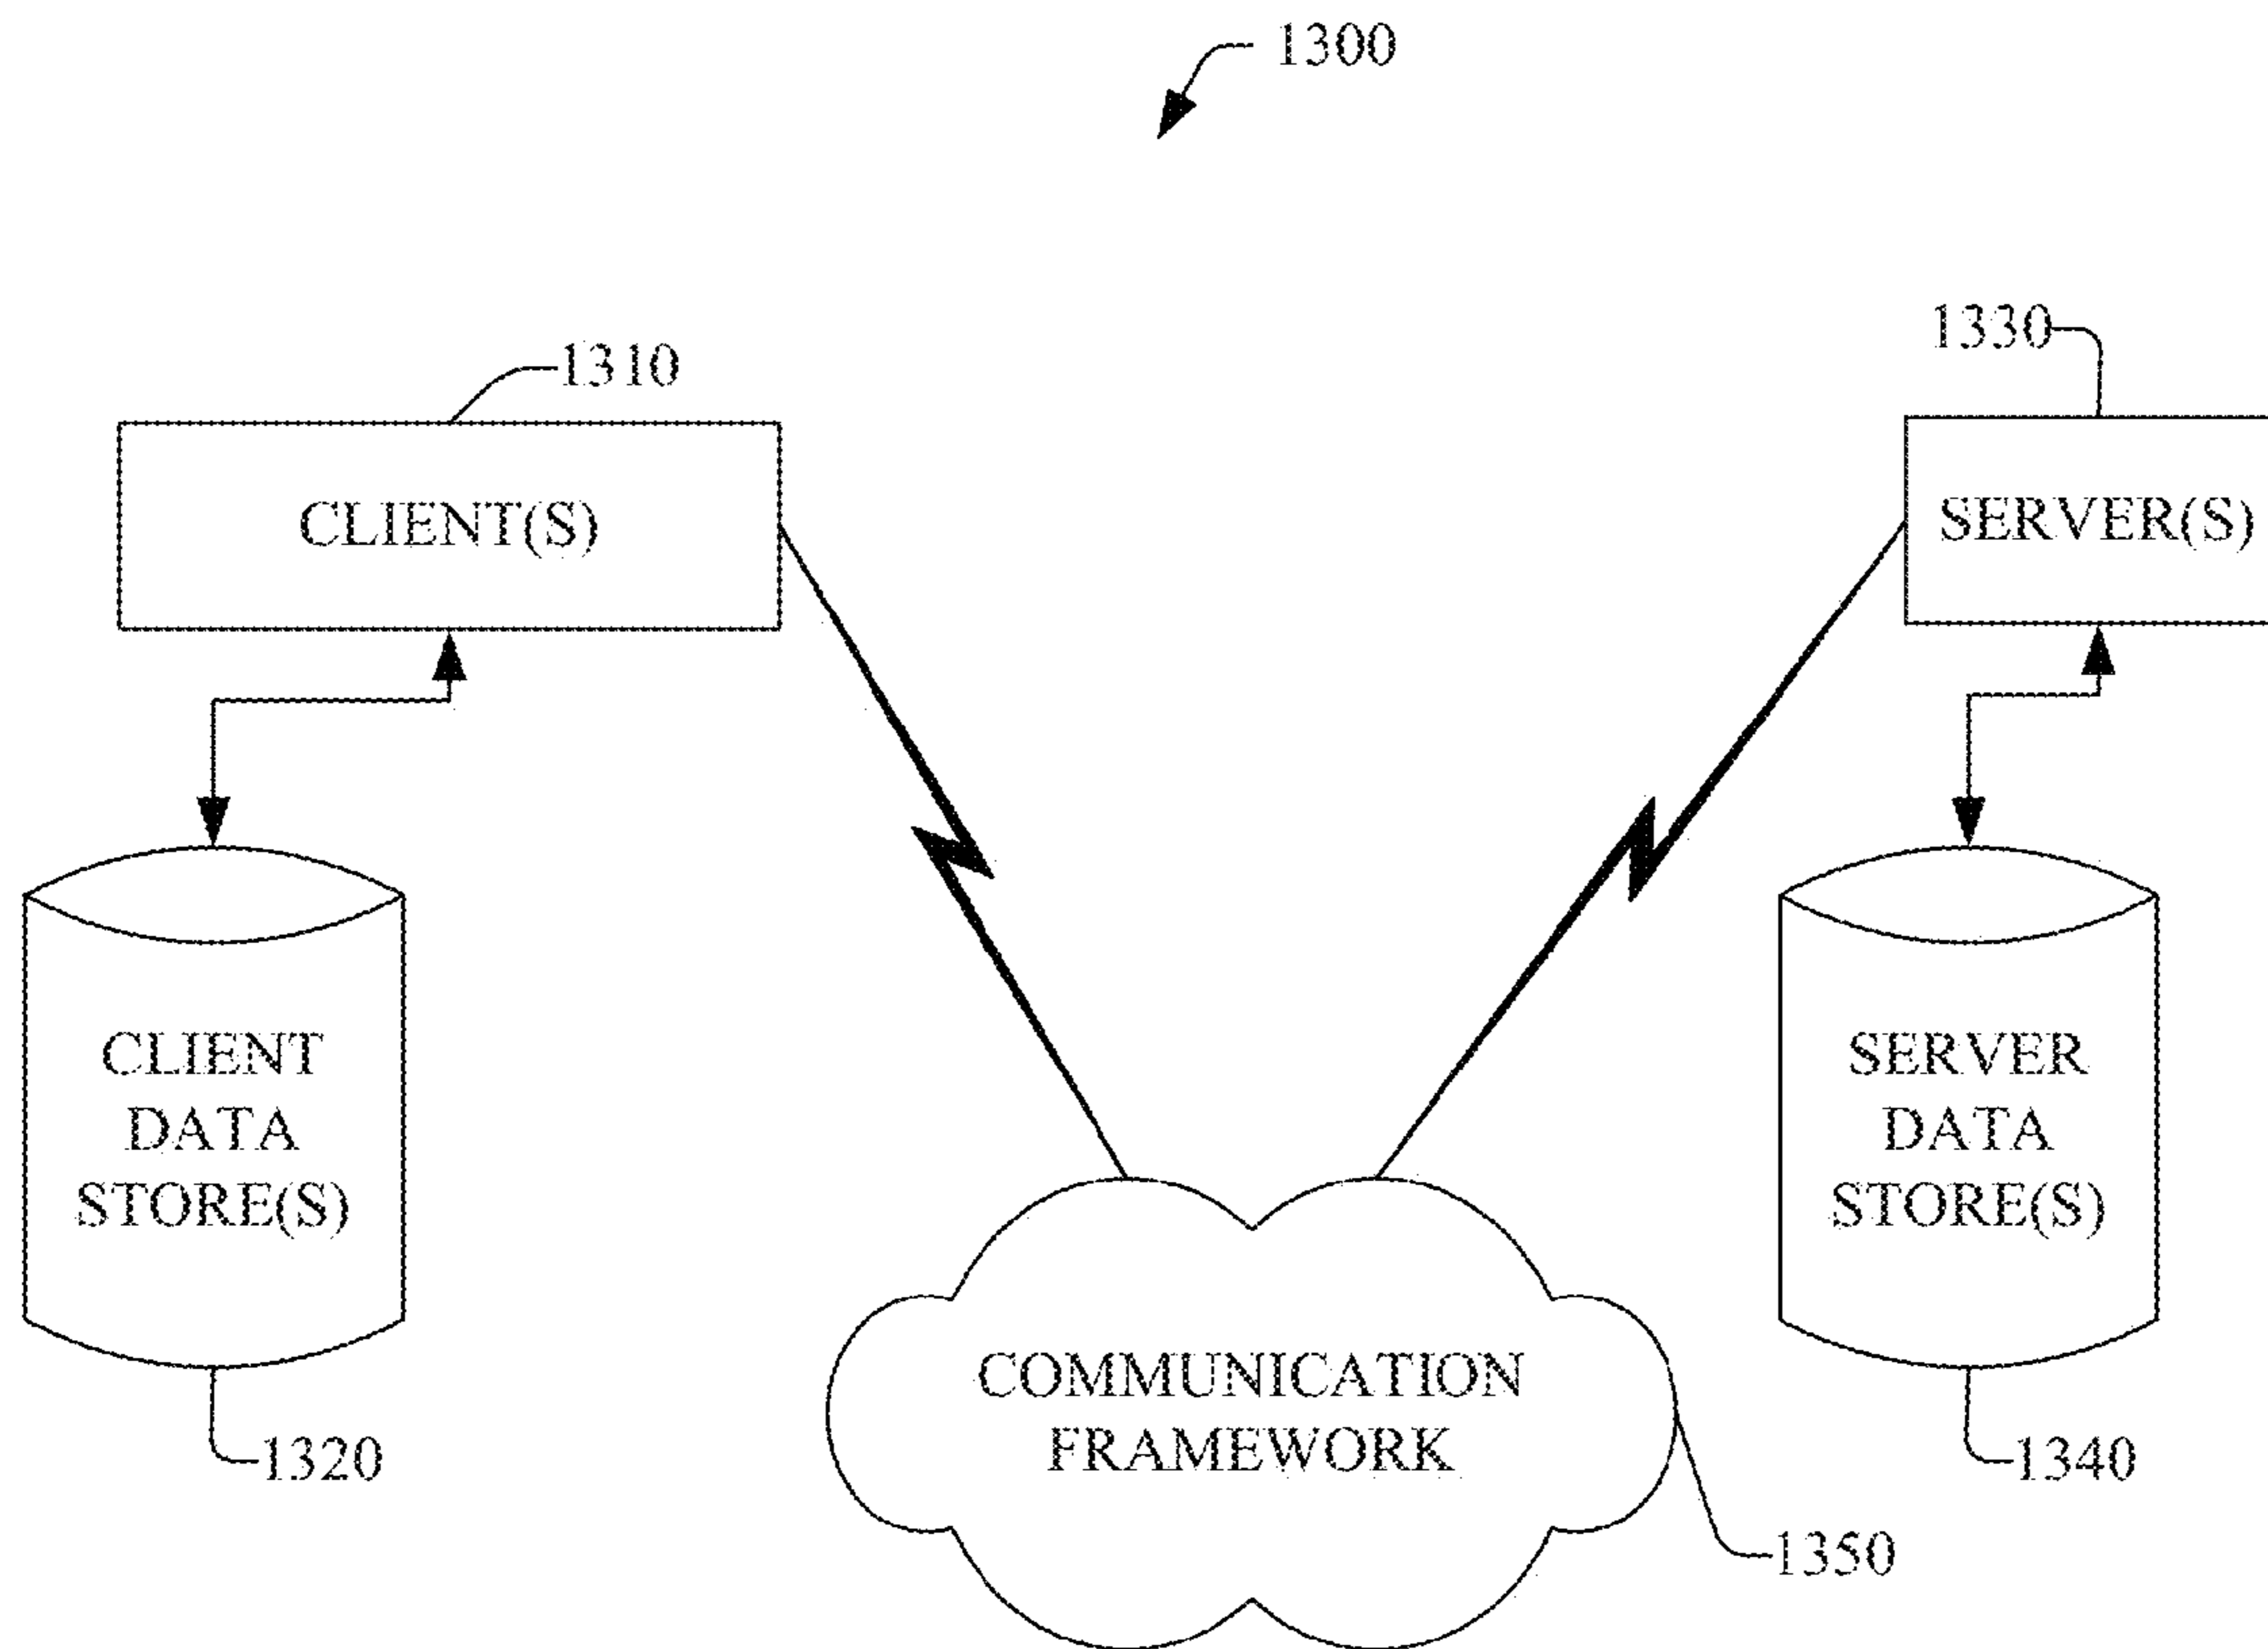 1300
1310
1330
CLIENT(S)
SERVER(S)
CLIENT
DATA
STORE(S)
SERVER
DATA
STORE(S)
COMMUNICATION
FRAMEWORK
1320
1340
1350